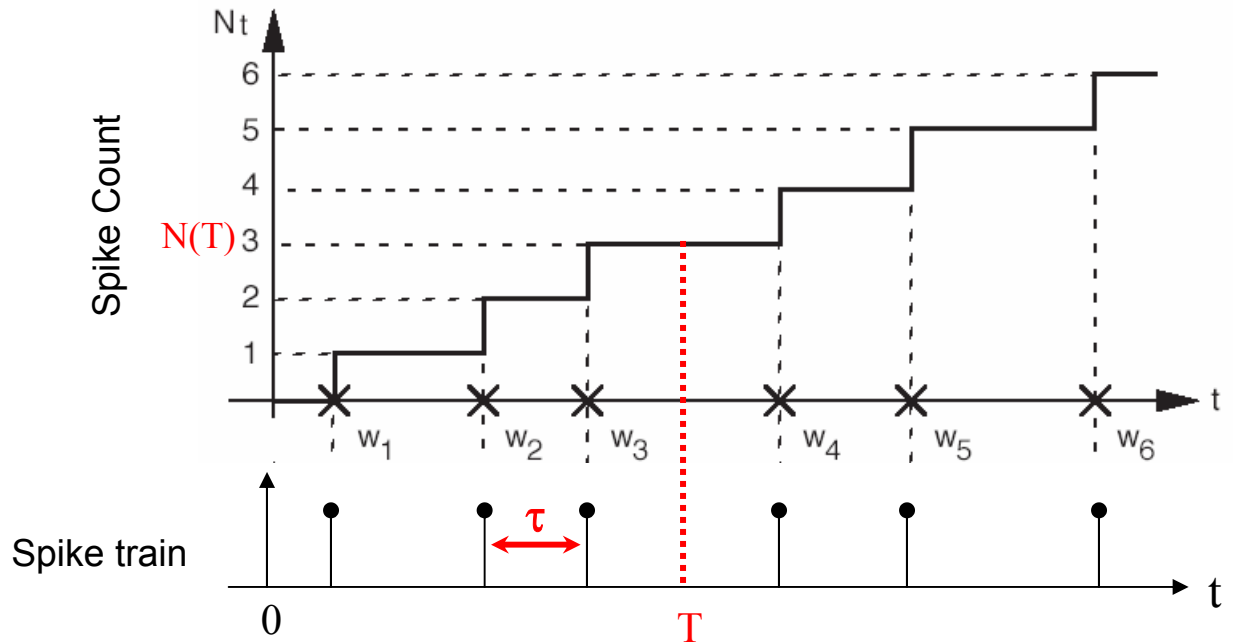 Nt
6
5
4
N(T) 3
2
1
Spike Count
t
w1 w2 w3 w4 w5 w6
τ
Spike train
t
0 T